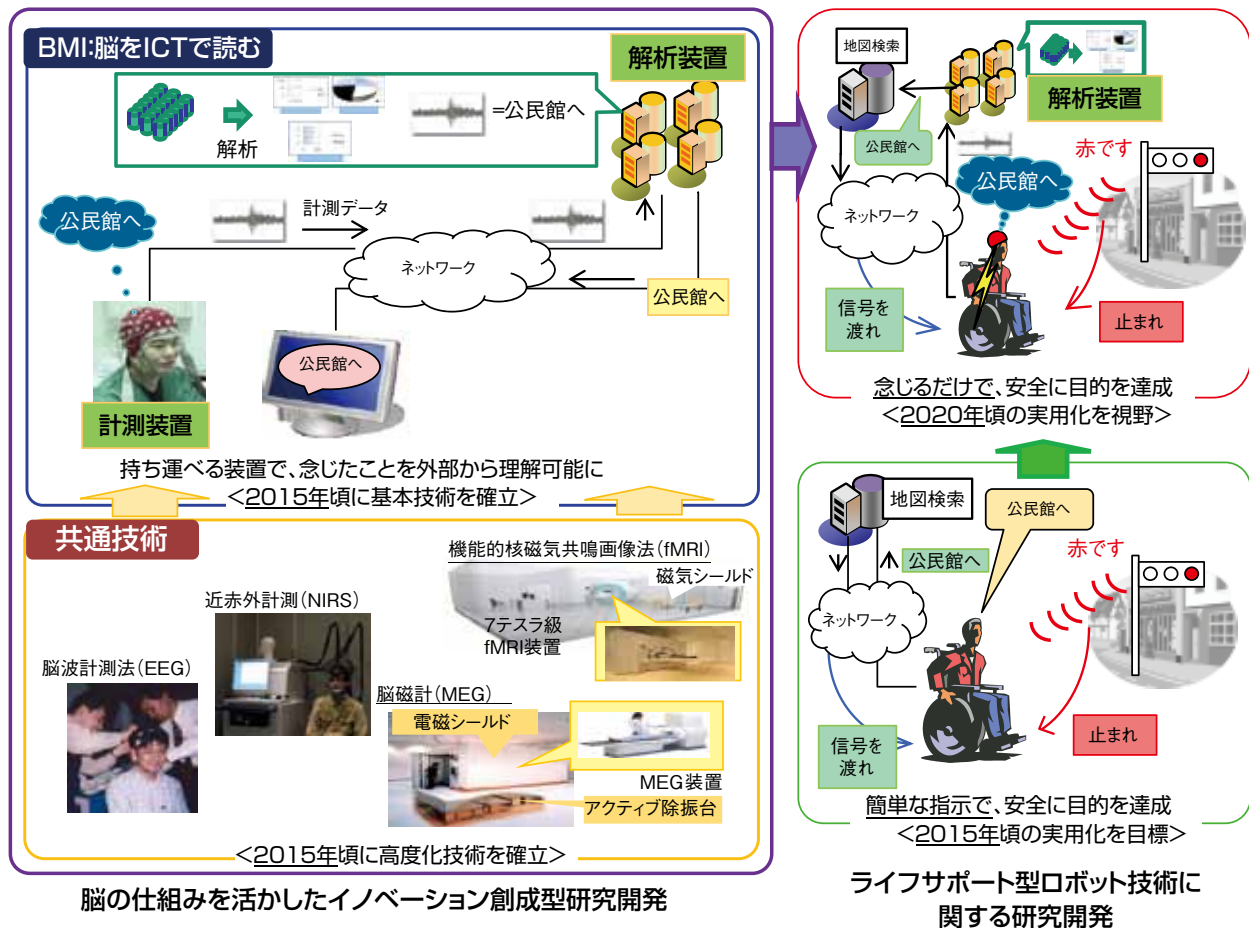 BMI:脳をICTで読む
解析装置
解析
=公民館へ
公民館へ
計測データ
ネットワーク
公民館へ
公民館へ
計測装置
持ち運べる装置で、念じたことを外部から理解可能に
<2015年頃に基本技術を確立>
共通技術
機能的核磁気共鳴画像法(fMRI)
磁気シールド
7テスラ級
fMRI装置
近赤外計測(NIRS)
脳波計測法(EEG)
脳磁計(MEG)
電磁シールド
MEG装置
アクティブ除振台
<2015年頃に高度化技術を確立>
脳の仕組みを活かしたイノベーション創成型研究開発
地図検索
解析装置
公民館へ
赤です
公民館へ
ネットワーク
信号を
渡れ
止まれ
念じるだけで、安全に目的を達成
<2020年頃の実用化を視野>
地図検索
公民館へ
公民館へ
赤です
ネットワーク
信号を
渡れ
止まれ
簡単な指示で、安全に目的を達成
<2015年頃の実用化を目標>
ライフサポート型ロボット技術に
関する研究開発